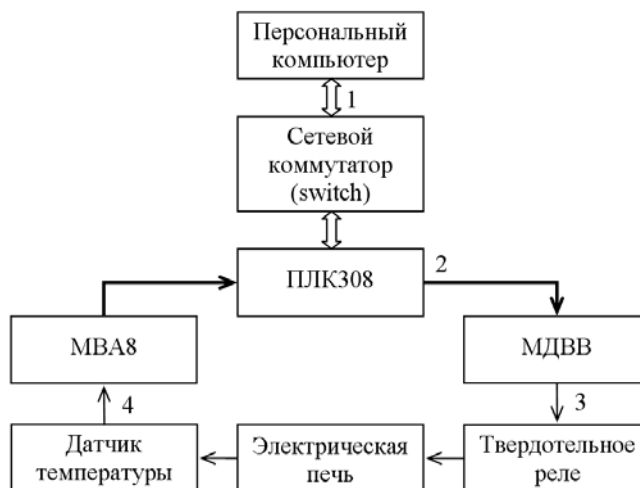 Персональный
компьютер
1
Сетевой
коммутатор
(switch)
ПЛК308
2
МВА8
МДВВ
4
3
Датчик
температуры
Электрическая
печь
Твердотельное
реле